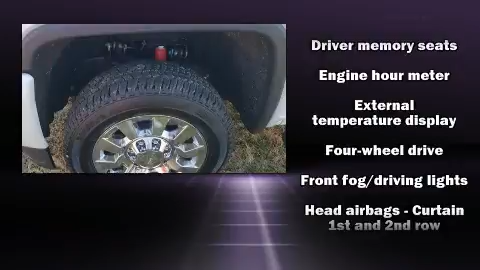 Driver memory seats
Engine hour meter
External
temperature display
Four-wheel drive
Front fog/driving lights
Head airbags - Curtain
1st and 2nd row